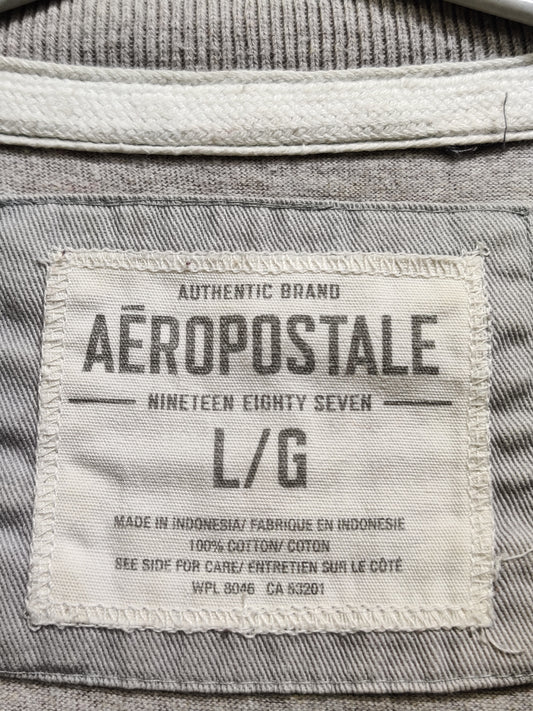 AUTHENTIC BRAND
AÉROPOSTALE
NINETEEN EIGHTY SEVEN
L/G
MADE IN INDONESIA/ FABRIQUE EN INDONESIE
100% COTTON/ COTON
SEE SIDE FOR CARE/ ENTRETIEN SUR LE CÔTÉ
WPL 8046 CA 53201